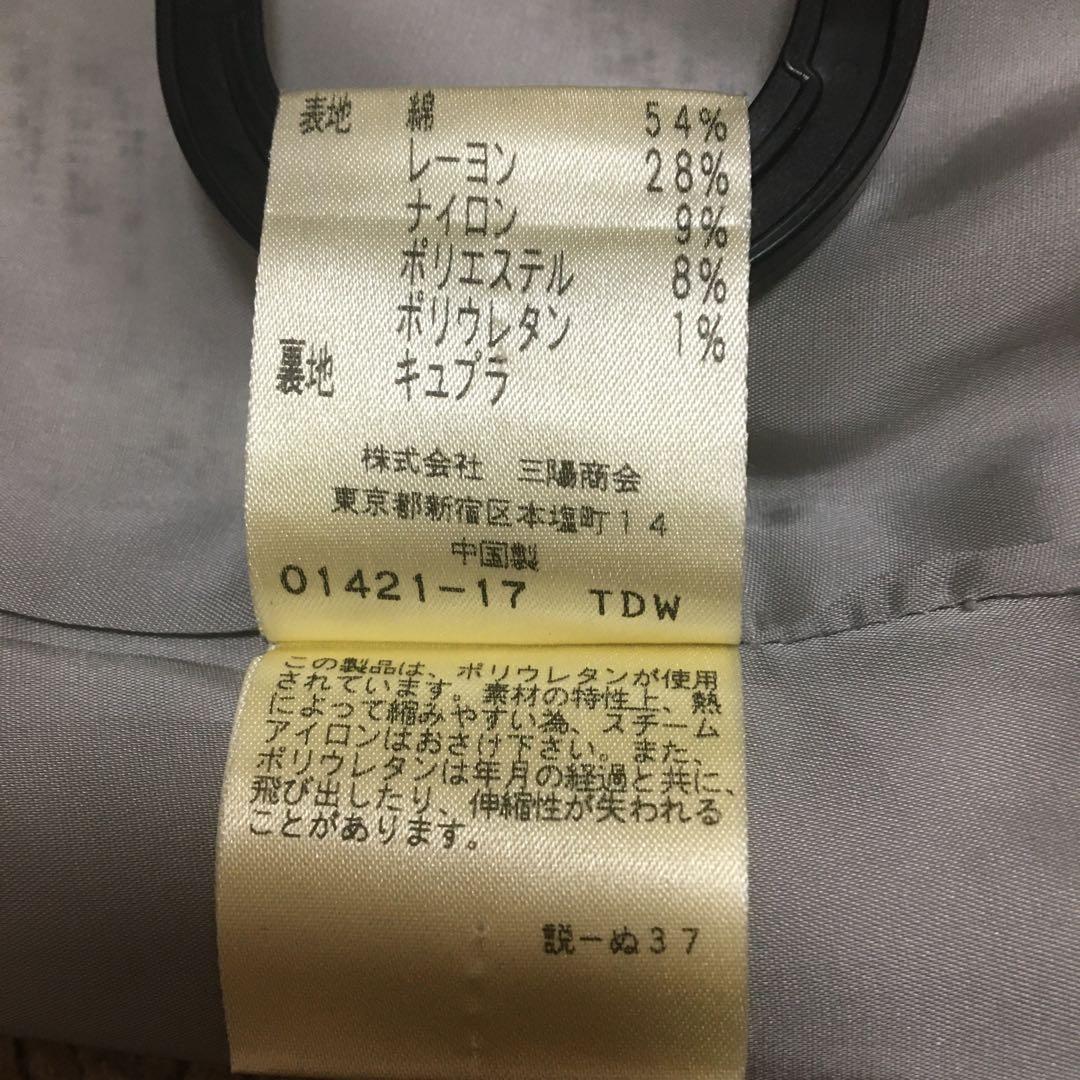 表地 綿 54%
レーヨン 28%
ナイロン 9%
ポリエステル 8%
ポリウレタン 1%
裏地 キュプラ
株式会社 三陽商会
東京都新宿区本塩町14
中国製
01421-17 TDW
この製品は、ポリウレタンが使用
されています。素材の特性上、熱
によって縮みやすい為、スチーム
アイロンはおさけ下さい。また、
ポリウレタンは年月の経過と共に、
飛び出したり、伸縮性が失われる
ことがあります。
説-ぬ37